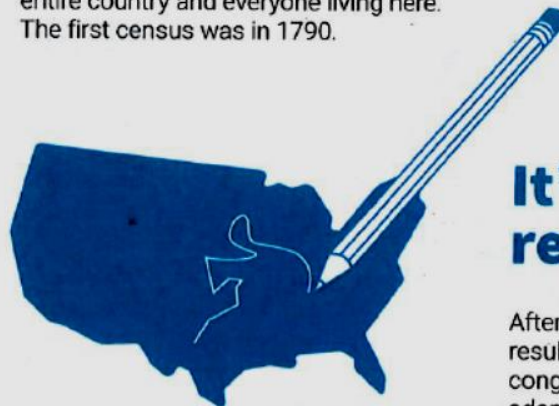 entire country and everyone living here.
The first census was in 1790.
It'
re
After
resul
cong